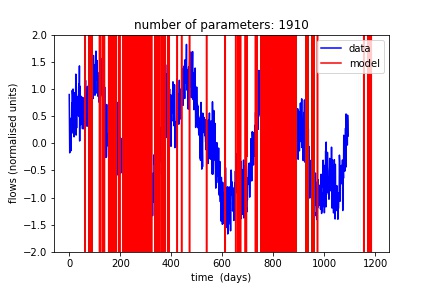 number of parameters: 1910
2.0
1.5
1.0
0.5
0.0
−0.5
−1.0
−1.5
−2.0
flows (normalised units)
data
model
0 200 400 600 800 1000 1200
time (days)